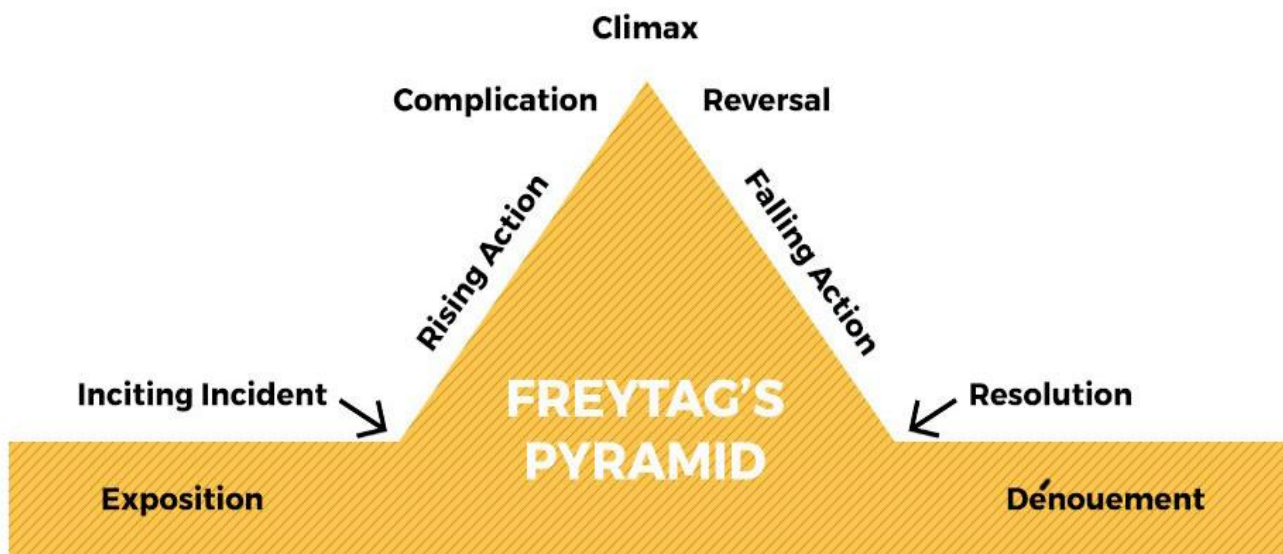 Climax
Complication
Reversal
Rising Action
Falling Action
Inciting Incident
Resolution
FREYTAG'S
PYRAMID
Exposition
Dénouement